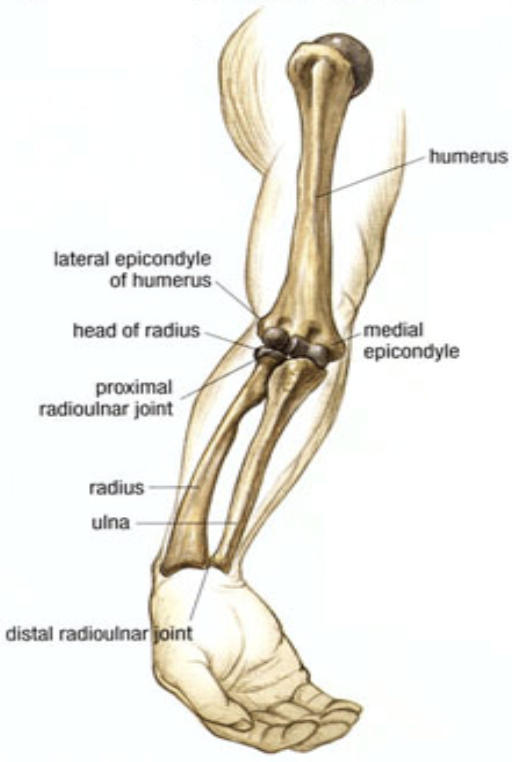 humerus
lateral epicondyle
of humerus
head of radius
medial
epicondyle
proximal
radioulnar joint
radius
ulna
distal radioulnar joint